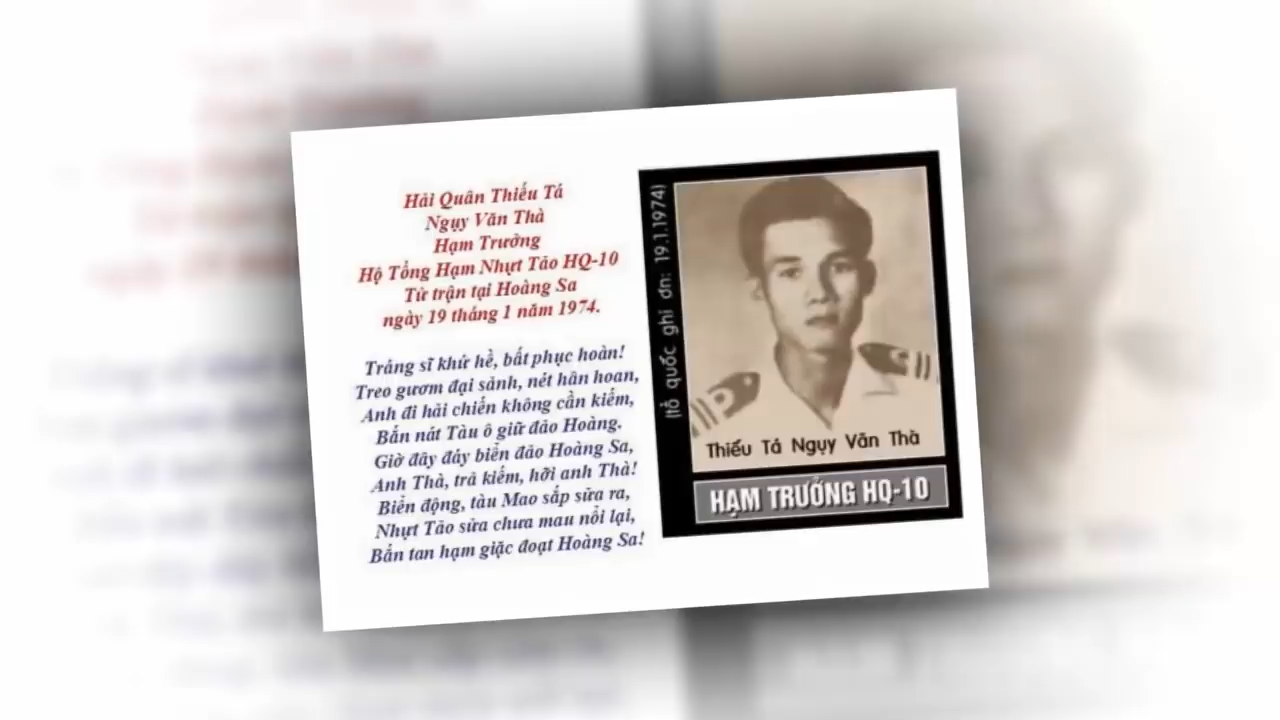 Hải Quân Thiếu Tá
Ngụy Văn Thà
Hạm Trưởng
Hộ Tống Hạm Nhựt Tảo HQ-10
Tử trận tại Hoàng Sa
ngày 19 tháng 1 năm 1974.
Tráng sĩ khứ hề, bất phục hoàn!
Treo gươm đại sảnh, nét hân hoan,
Anh đi hải chiến không cần kiếm,
Bắn nát Tàu ô giữ đảo Hoàng.
Giờ đây đáy biển đảo Hoàng Sa,
Anh Thà, trả kiếm, hỡi anh Thà!
Biển động, tàu Mao sắp sửa ra,
Nhựt Tảo sửa chưa mau nổi lại,
Bắn tan hạm giặc đoạt Hoàng Sa!
(tổ quốc ghi ơn: 19.1.1974)
Thiếu Tá Ngụy Văn Thà
HẠM TRƯỞNG HQ-10